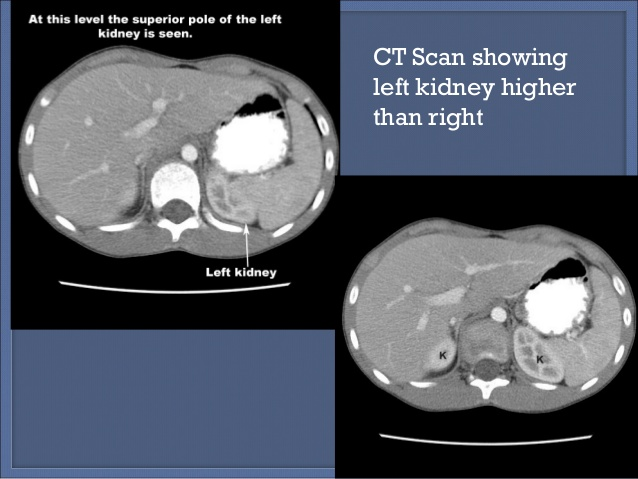 At this level the superior pole of the left
kidney is seen.
CT Scan showing
left kidney higher
than right
Left kidney
K
K